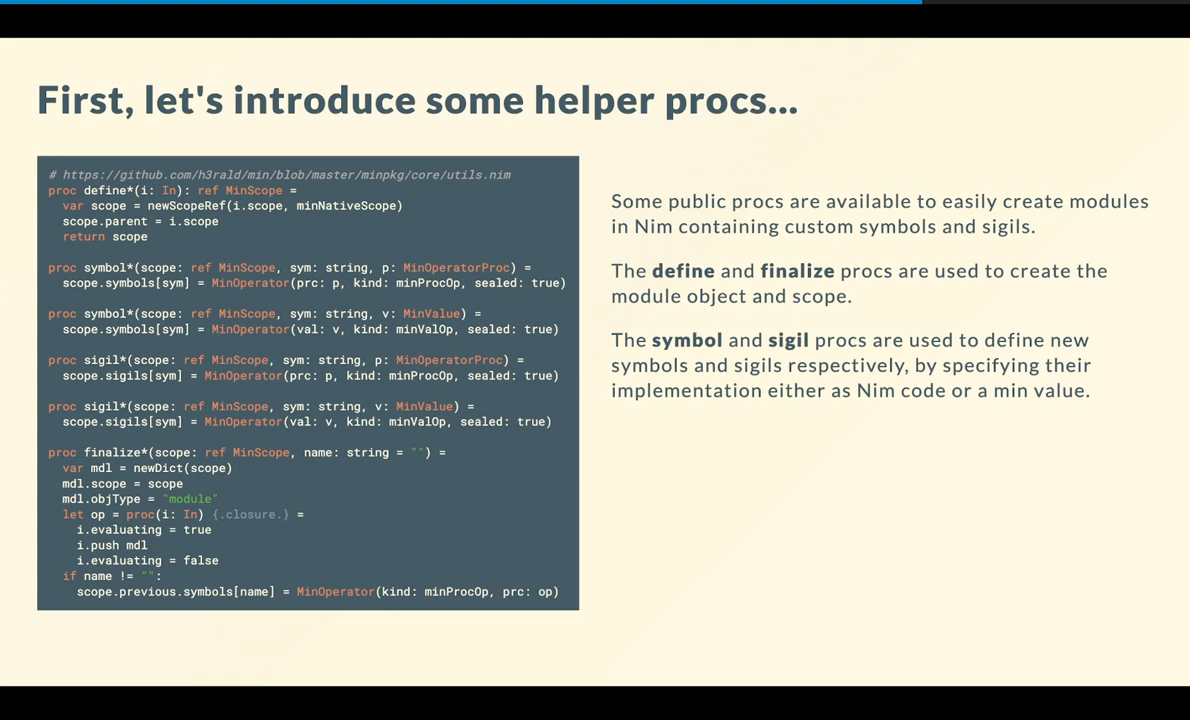 First, let's introduce some helper procs...
# https://github.com/h3rald/min/blob/master/minpkg/core/utils.nim
proc define*(i: In): ref MinScope =
  var scope = newScopeRef(i.scope, minNativeScope)
  scope.parent = i.scope
  return scope

proc symbol*(scope: ref MinScope, sym: string, p: MinOperatorProc) =
  scope.symbols[sym] = MinOperator(prc: p, kind: minProcOp, sealed: true)

proc symbol*(scope: ref MinScope, sym: string, v: MinValue) =
  scope.symbols[sym] = MinOperator(val: v, kind: minValOp, sealed: true)

proc sigil*(scope: ref MinScope, sym: string, p: MinOperatorProc) =
  scope.sigils[sym] = MinOperator(prc: p, kind: minProcOp, sealed: true)

proc sigil*(scope: ref MinScope, sym: string, v: MinValue) =
  scope.sigils[sym] = MinOperator(val: v, kind: minValOp, sealed: true)

proc finalize*(scope: ref MinScope, name: string = "") =
  var mdl = newDict(scope)
  mdl.scope = scope
  mdl.objType = "module"
  let op = proc(i: In) {.closure.} =
    i.evaluating = true
    i.push mdl
    i.evaluating = false
  if name != "":
    scope.previous.symbols[name] = MinOperator(kind: minProcOp, prc: op)
Some public procs are available to easily create modules
in Nim containing custom symbols and sigils.
The define and finalize procs are used to create the
module object and scope.
The symbol and sigil procs are used to define new
symbols and sigils respectively, by specifying their
implementation either as Nim code or a min value.